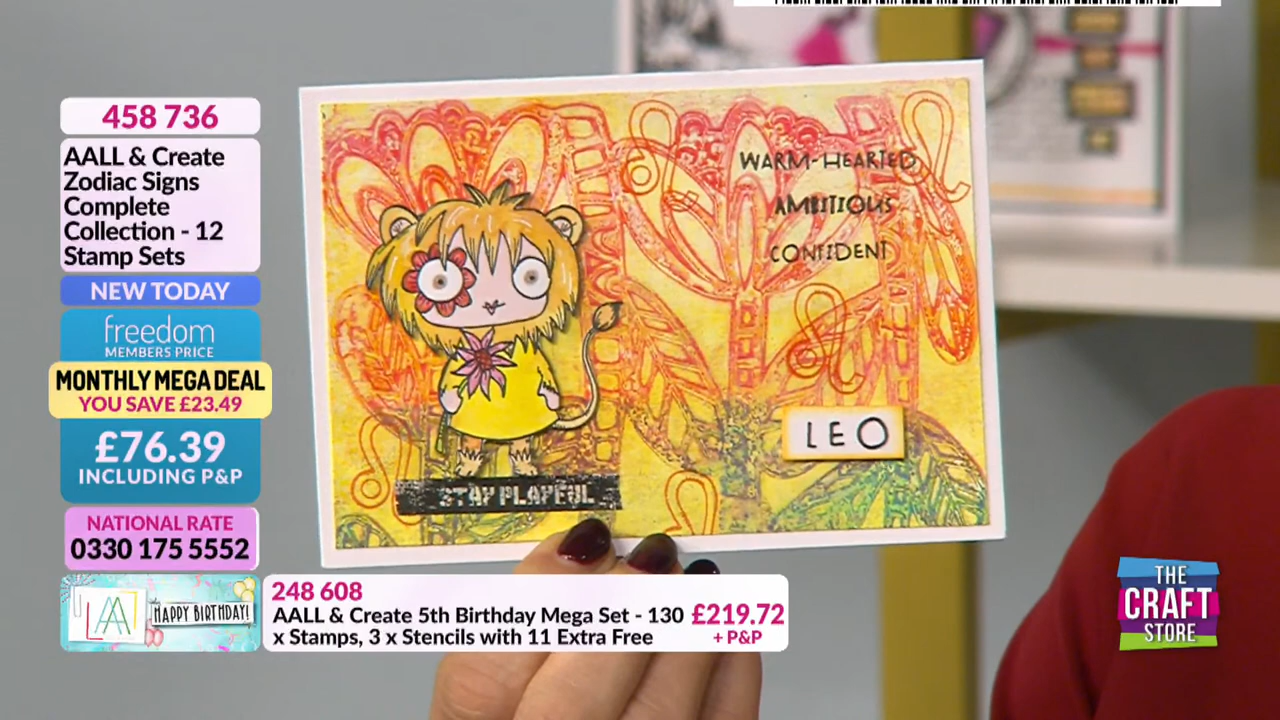 458 736
AALL & Create
Zodiac Signs
Complete
Collection - 12
Stamp Sets
NEW TODAY
freedom
MEMBERS PRICE
MONTHLY MEGA DEAL
YOU SAVE £23.49
£76.39
INCLUDING P&P
NATIONAL RATE
0330 175 5552
WARM-HEARTED
AMBITIOUS
CONFIDENT
LEO
STAY PLAYFUL
HAPPY BIRTHDAY!
248 608
AALL & Create 5th Birthday Mega Set - 130
x Stamps, 3 x Stencils with 11 Extra Free
£219.72
+ P&P
THE
CRAFT
STORE